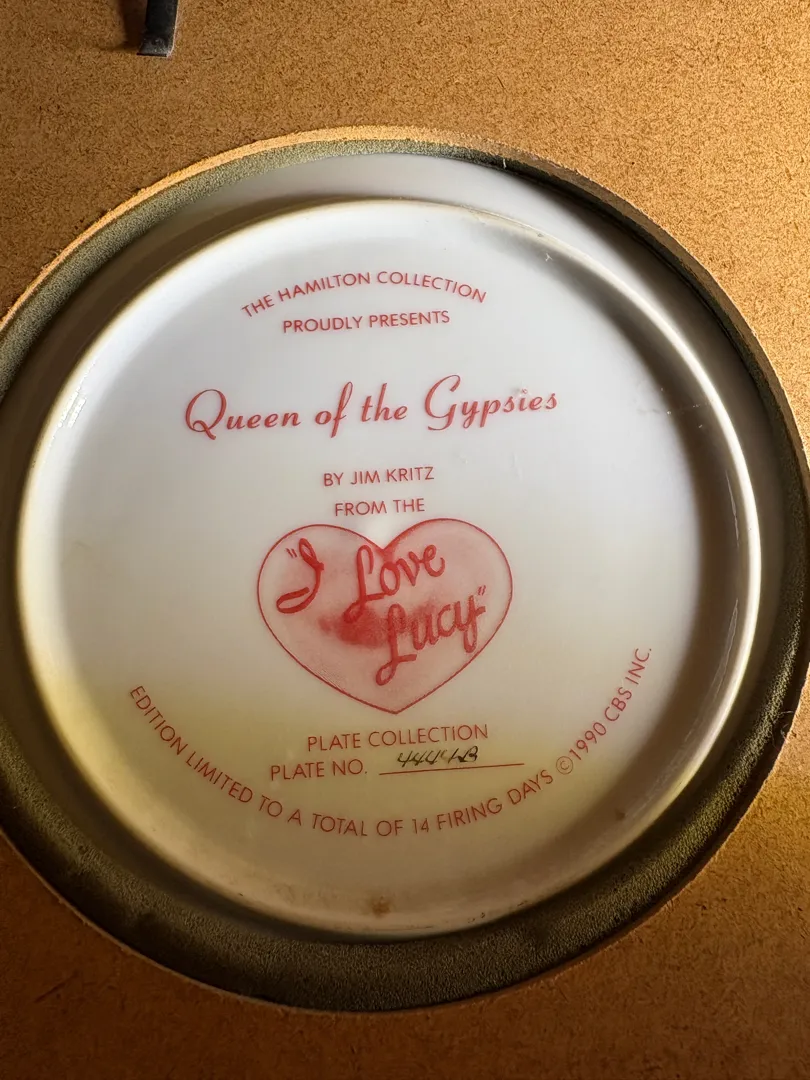 THE HAMILTON COLLECTION
PROUDLY PRESENTS
Queen of the Gypsies
BY JIM KRITZ
FROM THE
"I Love
Lucy"
PLATE COLLECTION
PLATE NO. 4444B
EDITION LIMITED TO A TOTAL OF 14 FIRING DAYS ©1990 CBS INC.